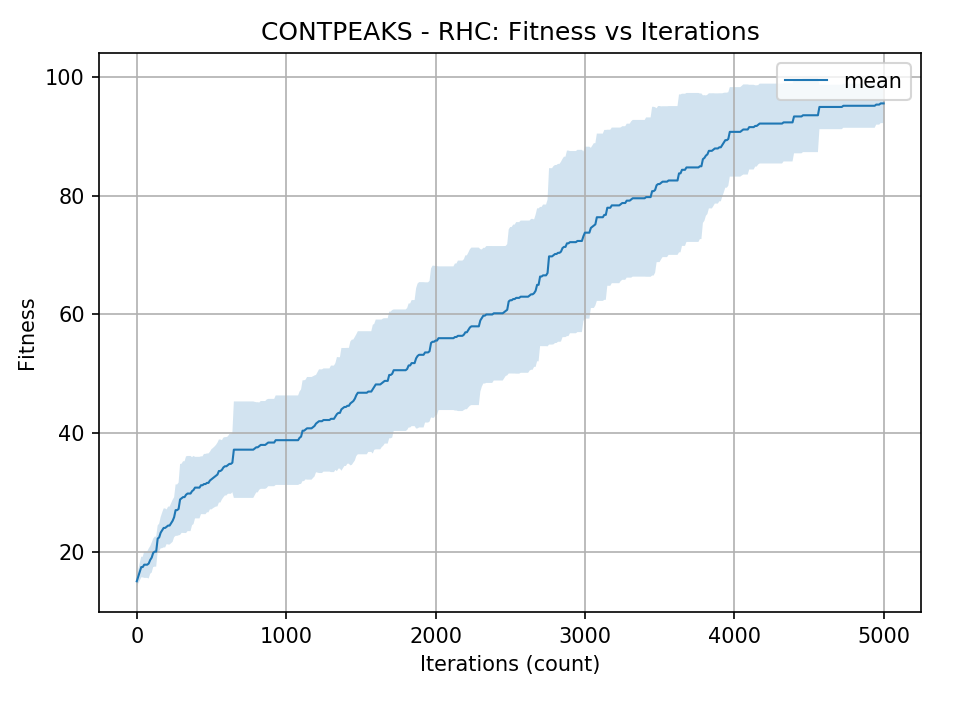 CONTPEAKS - RHC: Fitness vs Iterations
mean
Fitness
100
80
60
40
20
0 1000 2000 3000 4000 5000
Iterations (count)